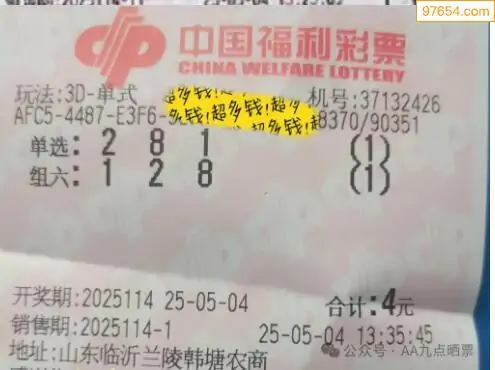 97654.com
中国福利彩票
CHINA WELFARE LOTTERY
玩法:3D-单式 机号:37132426
AFC5-4487-E3F6- 8370/90351
超多钱!超多钱!超多
多钱!超多钱!超
超多钱!
单选: 2 8 1 (1)
组六: 1 2 8 (1)
开奖期:2025114 25-05-04 合计:4元
销售期:2025114-1 25-05-04 13:35:45
地址:山东临沂兰陵韩塘农商
公众号·AA九点晒票